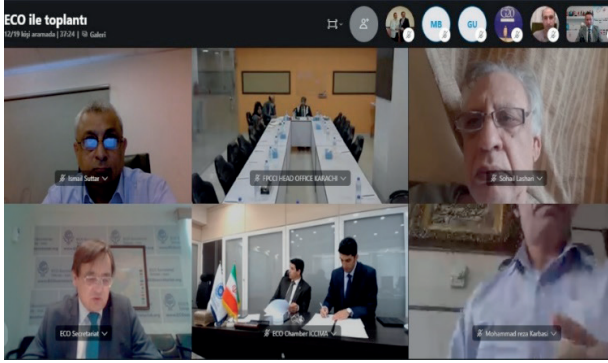 ECO ile toplantı
12/19 kişi aramada | 37:24 | Galeri
MB
GU
Ismail Suttar
FPCCI HEAD OFFICE KARACHI
Sohail Lashari
ECO Secretariat
ECO Chamber ICCIMA
Mohammad reza Karbasi